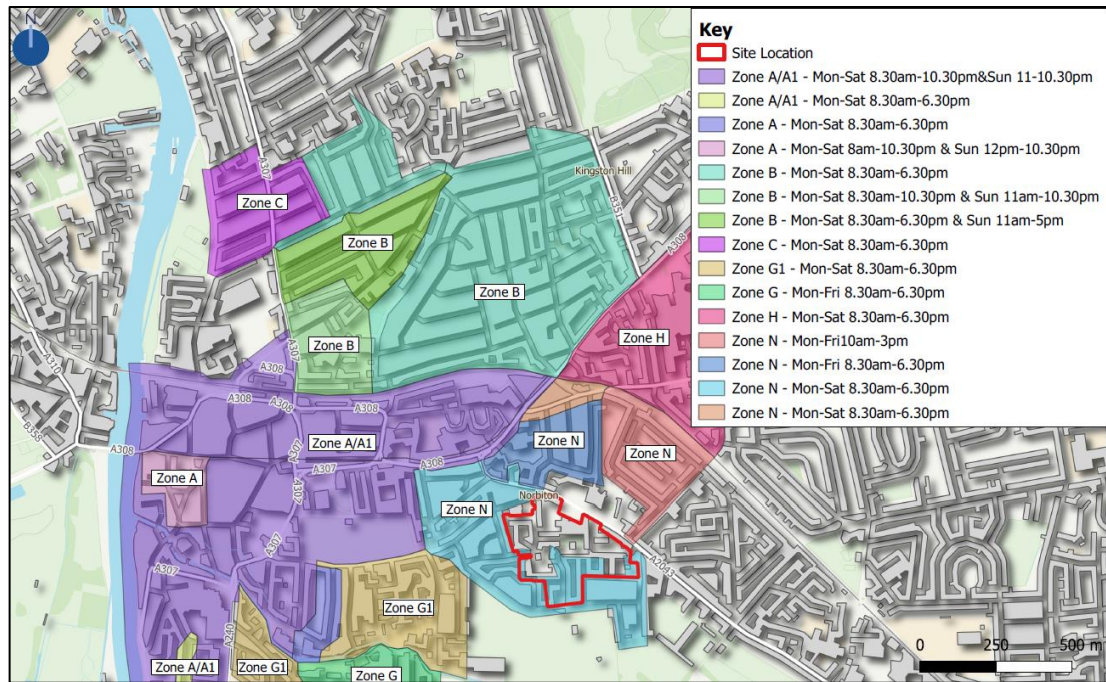 N
Key
Site Location
Zone A/A1 - Mon-Sat 8.30am-10.30pm&Sun 11-10.30pm
Zone A/A1 - Mon-Sat 8.30am-6.30pm
Zone A - Mon-Sat 8.30am-6.30pm
Zone A - Mon-Sat 8am-10.30pm & Sun 12pm-10.30pm
Zone B - Mon-Sat 8.30am-6.30pm
Zone B - Mon-Sat 8.30am-10.30pm & Sun 11am-10.30pm
Zone B - Mon-Sat 8.30am-6.30pm & Sun 11am-5pm
Zone C - Mon-Sat 8.30am-6.30pm
Zone G1 - Mon-Sat 8.30am-6.30pm
Zone G - Mon-Fri 8.30am-6.30pm
Zone H - Mon-Sat 8.30am-6.30pm
Zone N - Mon-Fri10am-3pm
Zone N - Mon-Fri 8.30am-6.30pm
Zone N - Mon-Sat 8.30am-6.30pm
Zone N - Mon-Sat 8.30am-6.30pm
A307
Kingston Hill
B351
Zone C
Zone B
A308
Zone B
Zone H
Zone B
A307
A310
A308
A308
A308
A308
B358
A308
A307
Zone A/A1
A308
A307
Zone N
Zone N
Zone A
A307
Norbiton
Zone N
A2043
A307
A307
Zone G1
A240
Zone A/A1
Zone G1
Zone G
0 250 500 m